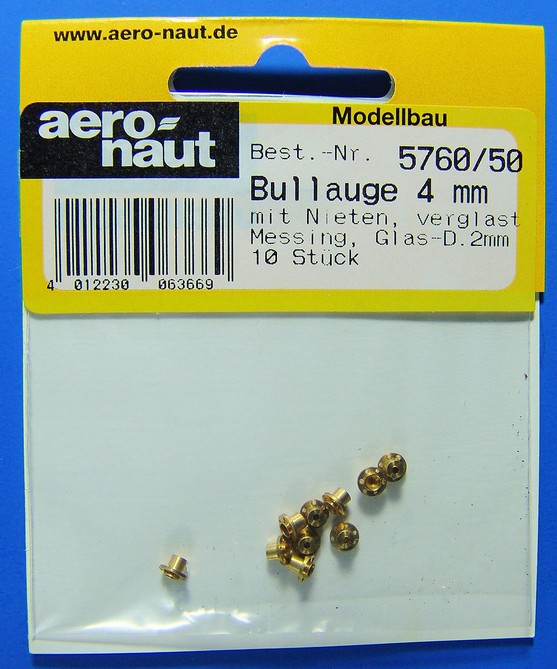 www.aero-naut.de
Modellbau
aero-
naut
Best.-Nr. 5760/50
Bullauge 4 mm
mit Nieten, verglast
Messing, Glas-D.2mm
10 Stück
4 012230 063669